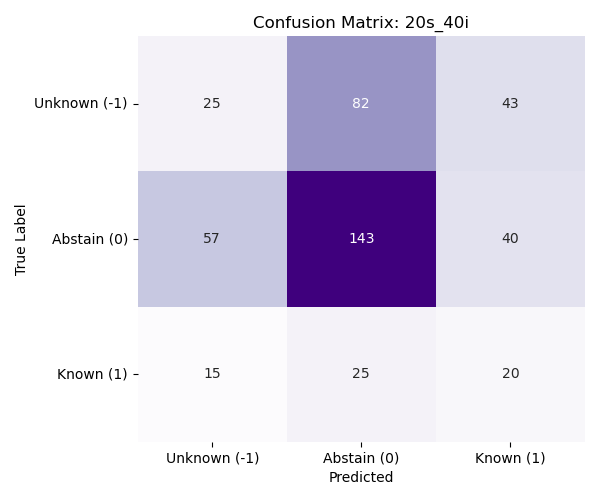 Confusion Matrix: 20s_40i
Unknown (-1) 25 82 43
Abstain (0) 57 143 40
Known (1) 15 25 20
Unknown (-1) Abstain (0) Known (1)
Predicted
True Label